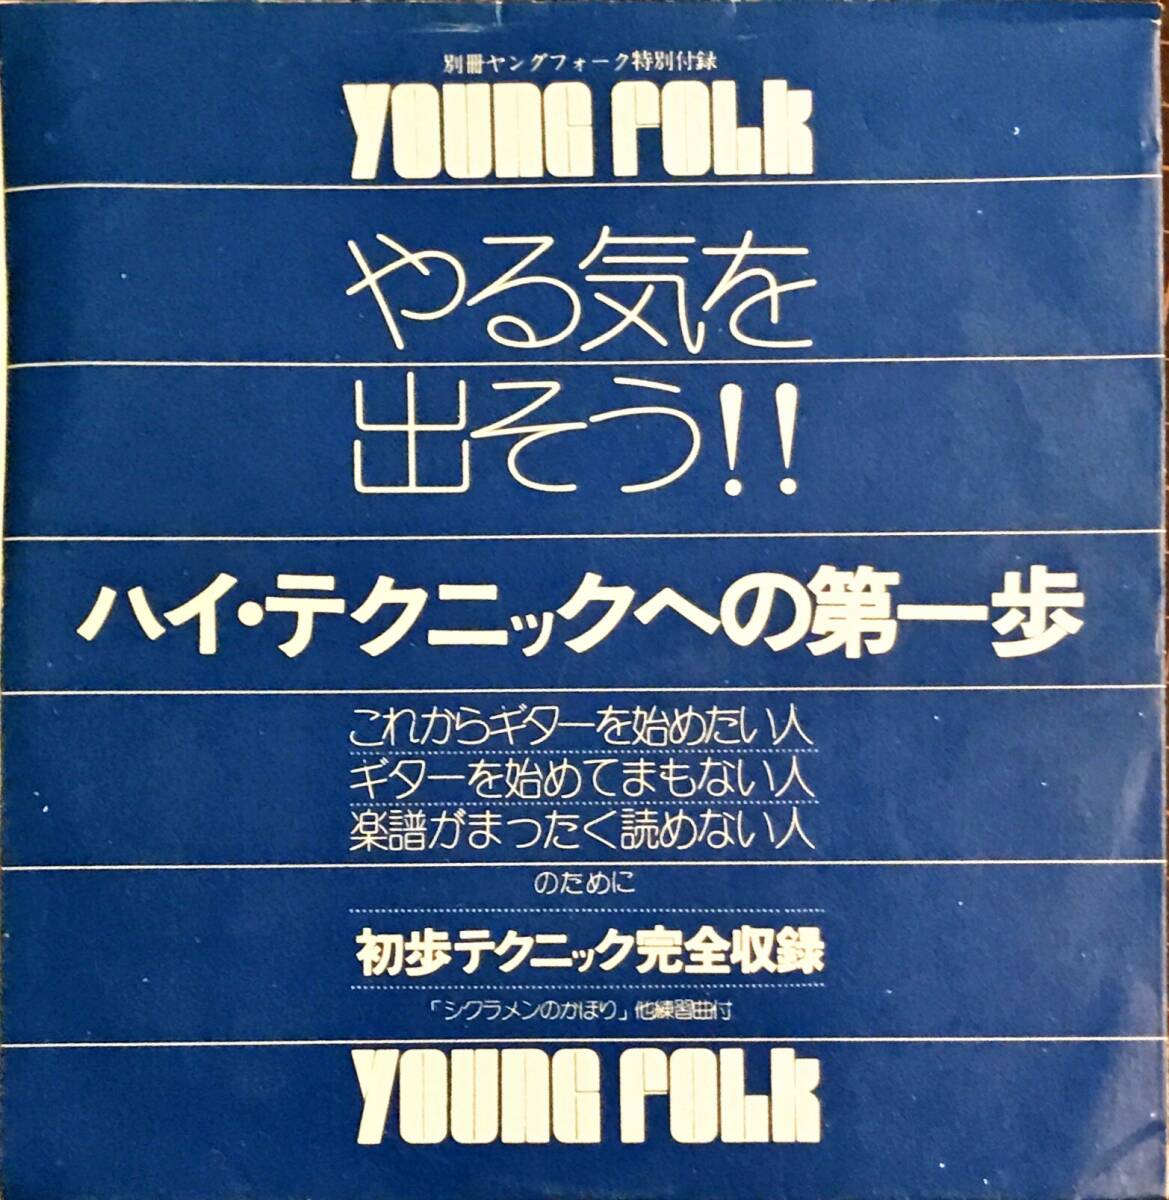 別冊ヤングフォーク特別付録
YOUNG FOLK
やる気を
出そう!!
ハイ・テクニックへの第一歩
これからギターを始めたい人
ギターを始めてまもない人
楽譜がまったく読めない人
のために
初歩テクニック完全収録
「シクラメンのかほり」他練習曲付
YOUNG FOLK